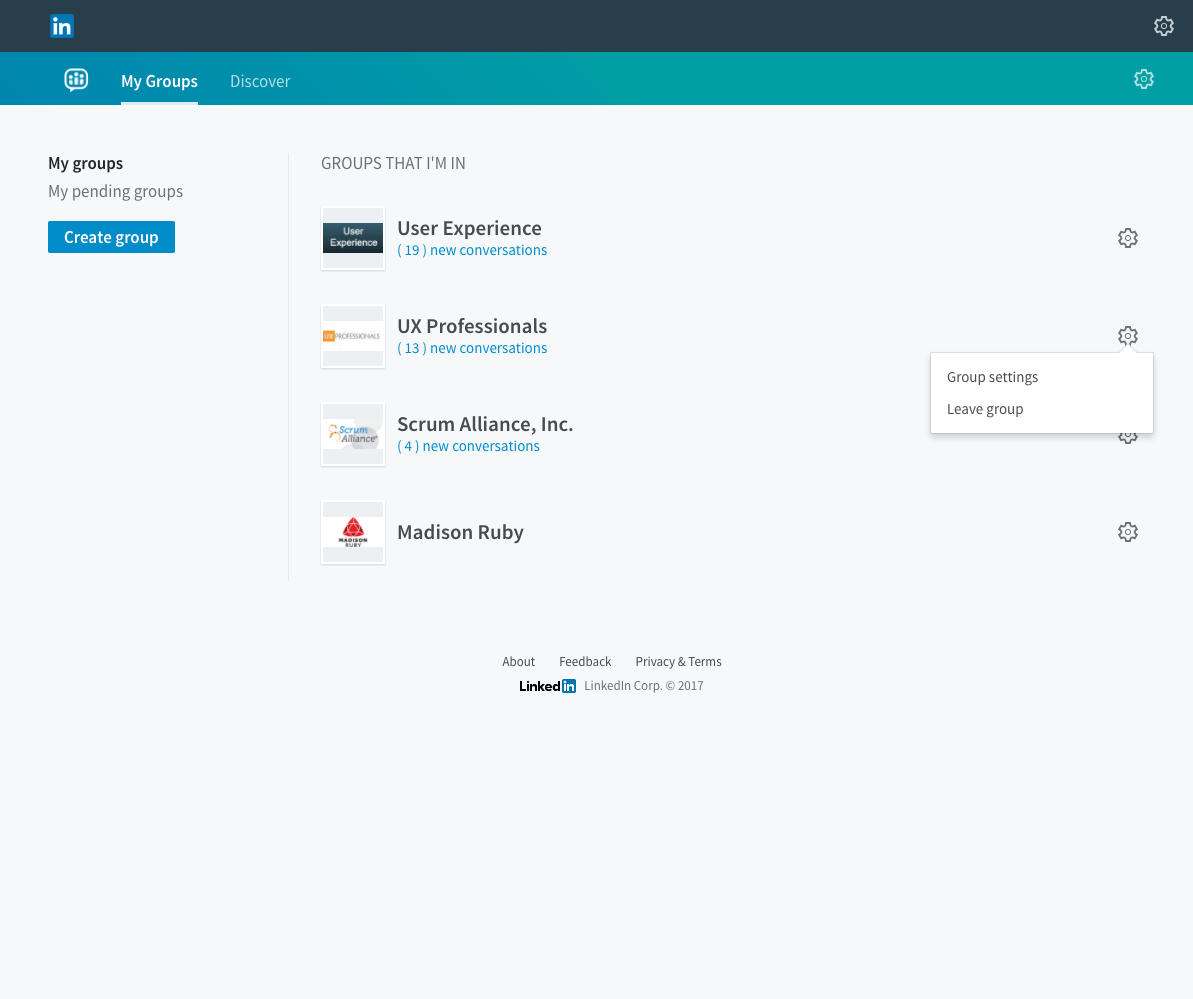 in
My Groups
Discover
My groups
My pending groups
Create group
GROUPS THAT I'M IN
User
Experience
User Experience
( 19 ) new conversations
PROFESSIONALS
UX Professionals
( 13 ) new conversations
Group settings
Leave group
Scrum
Alliance
Scrum Alliance, Inc.
( 4 ) new conversations
MADISON
RUBY
Madison Ruby
About
Feedback
Privacy & Terms
Linkedin
LinkedIn Corp. © 2017